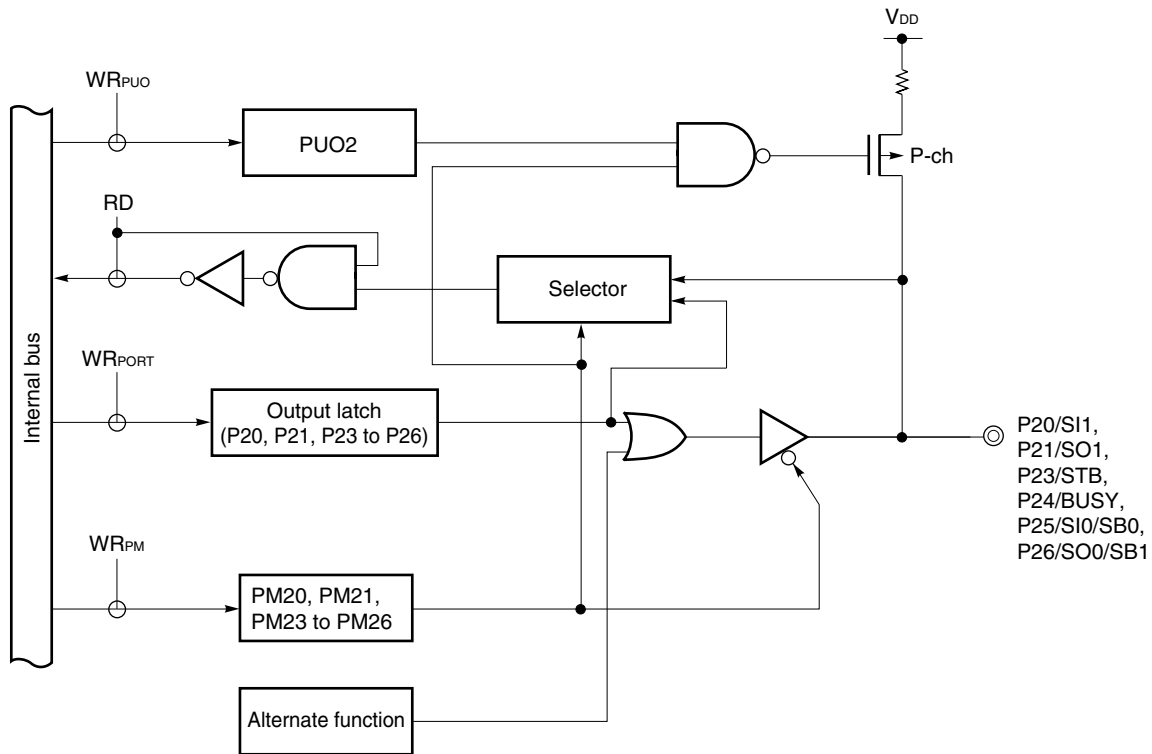 VDD
WRPUO
PUO2
P-ch
RD
Selector
Internal bus
WRPORT
Output latch
(P20, P21, P23 to P26)
P20/SI1,
P21/SO1,
P23/STB,
P24/BUSY,
P25/SI0/SB0,
P26/SO0/SB1
WRPM
PM20, PM21,
PM23 to PM26
Alternate function